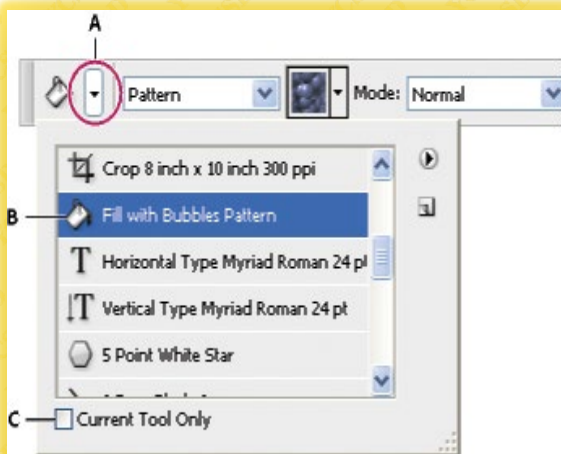 A
Pattern
Mode: Normal
Crop 8 inch x 10 inch 300 ppi
B
Fill with Bubbles Pattern
Horizontal Type Myriad Roman 24 pt
Vertical Type Myriad Roman 24 pt
5 Point White Star
C
Current Tool Only